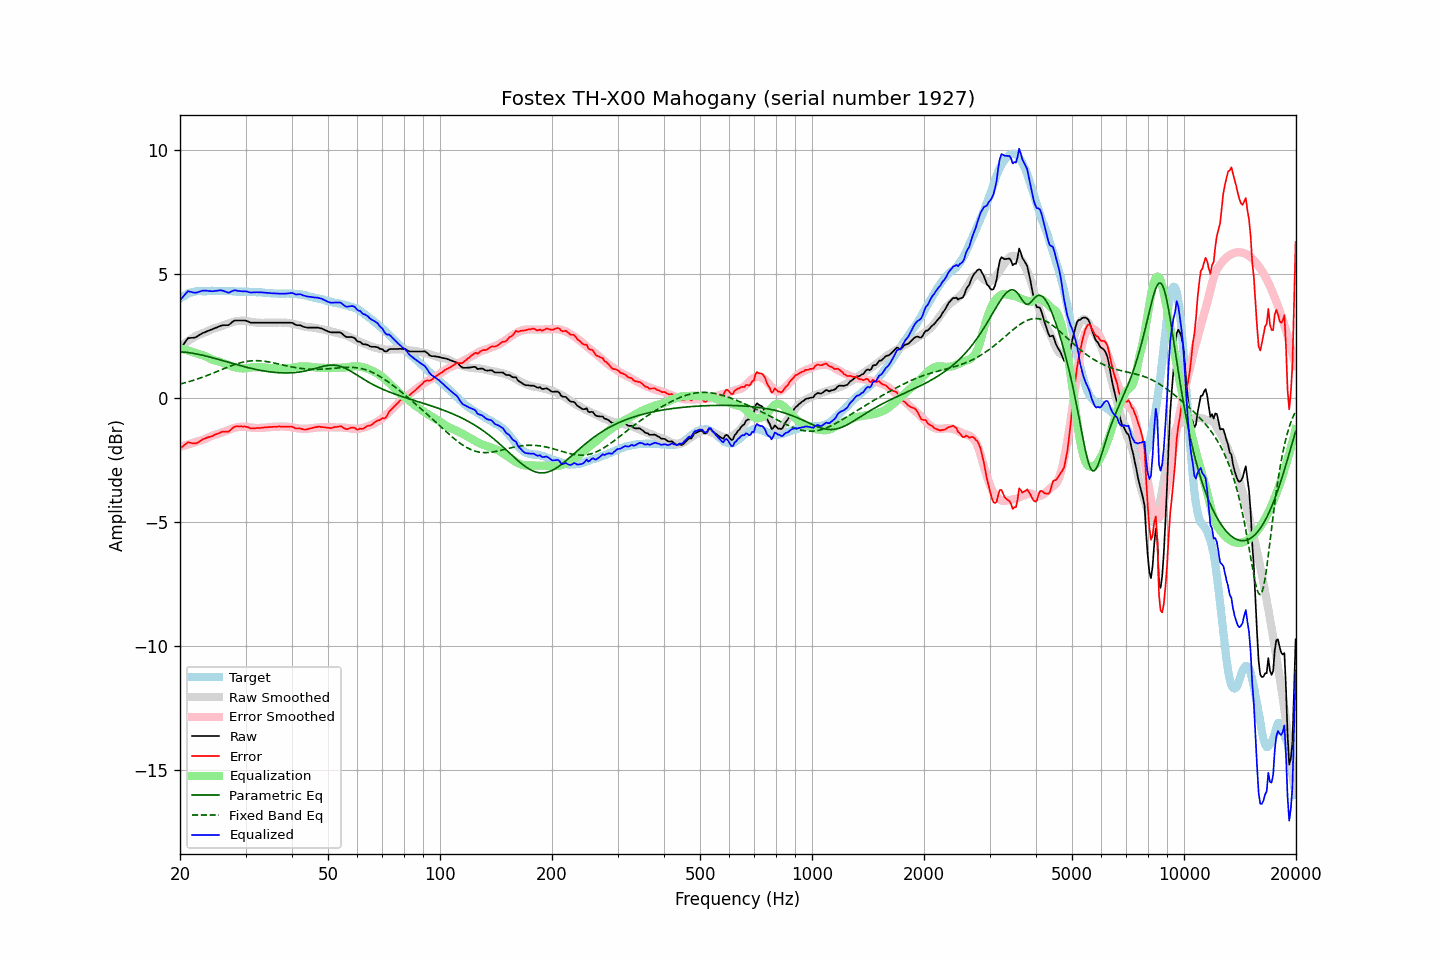 Fostex TH-X00 Mahogany (serial number 1927)
Amplitude (dBr)
10
5
0
−5
−10
−15
Target
Raw Smoothed
Error Smoothed
Raw
Error
Equalization
Parametric Eq
Fixed Band Eq
Equalized
20 50 100 200 500 1000 2000 5000 10000 20000
Frequency (Hz)